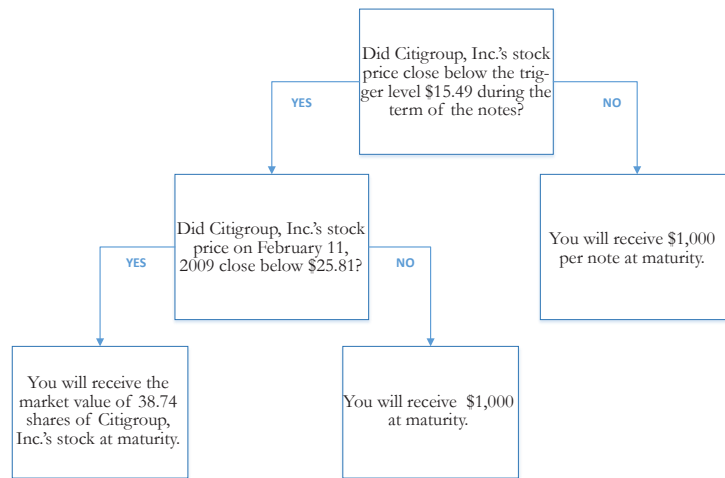 Did Citigroup, Inc.'s stock
price close below the trig-
ger level $15.49 during the
term of the notes?
YES
NO
Did Citigroup, Inc.'s stock
price on February 11,
2009 close below $25.81?
You will receive $1,000
per note at maturity.
YES
NO
You will receive the
market value of 38.74
shares of Citigroup,
Inc.'s stock at maturity.
You will receive $1,000
at maturity.